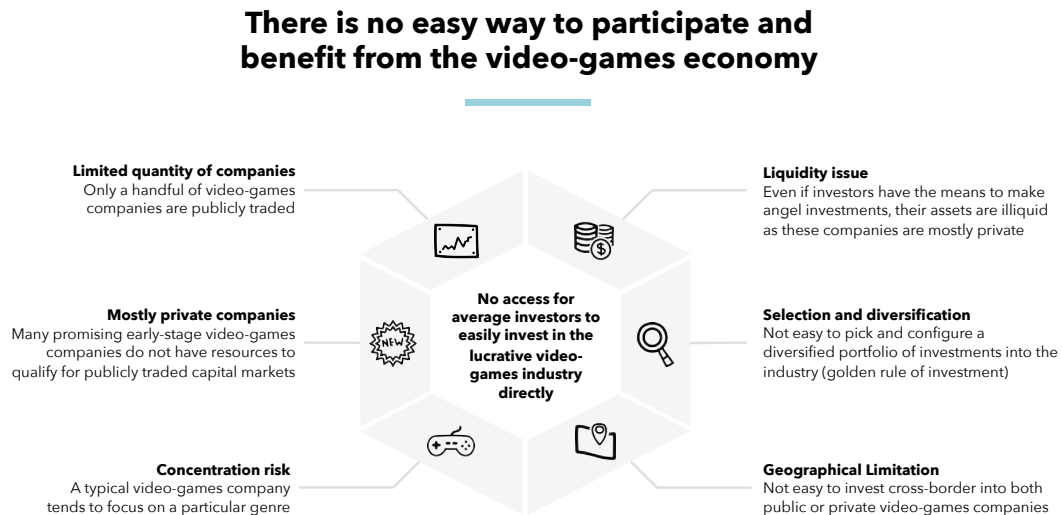 There is no easy way to participate and
benefit from the video-games economy
Limited quantity of companies
Only a handful of video-games
companies are publicly traded
Mostly private companies
Many promising early-stage video-games
companies do not have resources to
qualify for publicly traded capital markets
Concentration risk
A typical video-games company
tends to focus on a particular genre
NEW
No access for
average investors to
easily invest in the
lucrative video-
games industry
directly
Liquidity issue
Even if investors have the means to make
angel investments, their assets are illiquid
as these companies are mostly private
Selection and diversification
Not easy to pick and configure a
diversified portfolio of investments into the
industry (golden rule of investment)
Geographical Limitation
Not easy to invest cross-border into both
public or private video-games companies